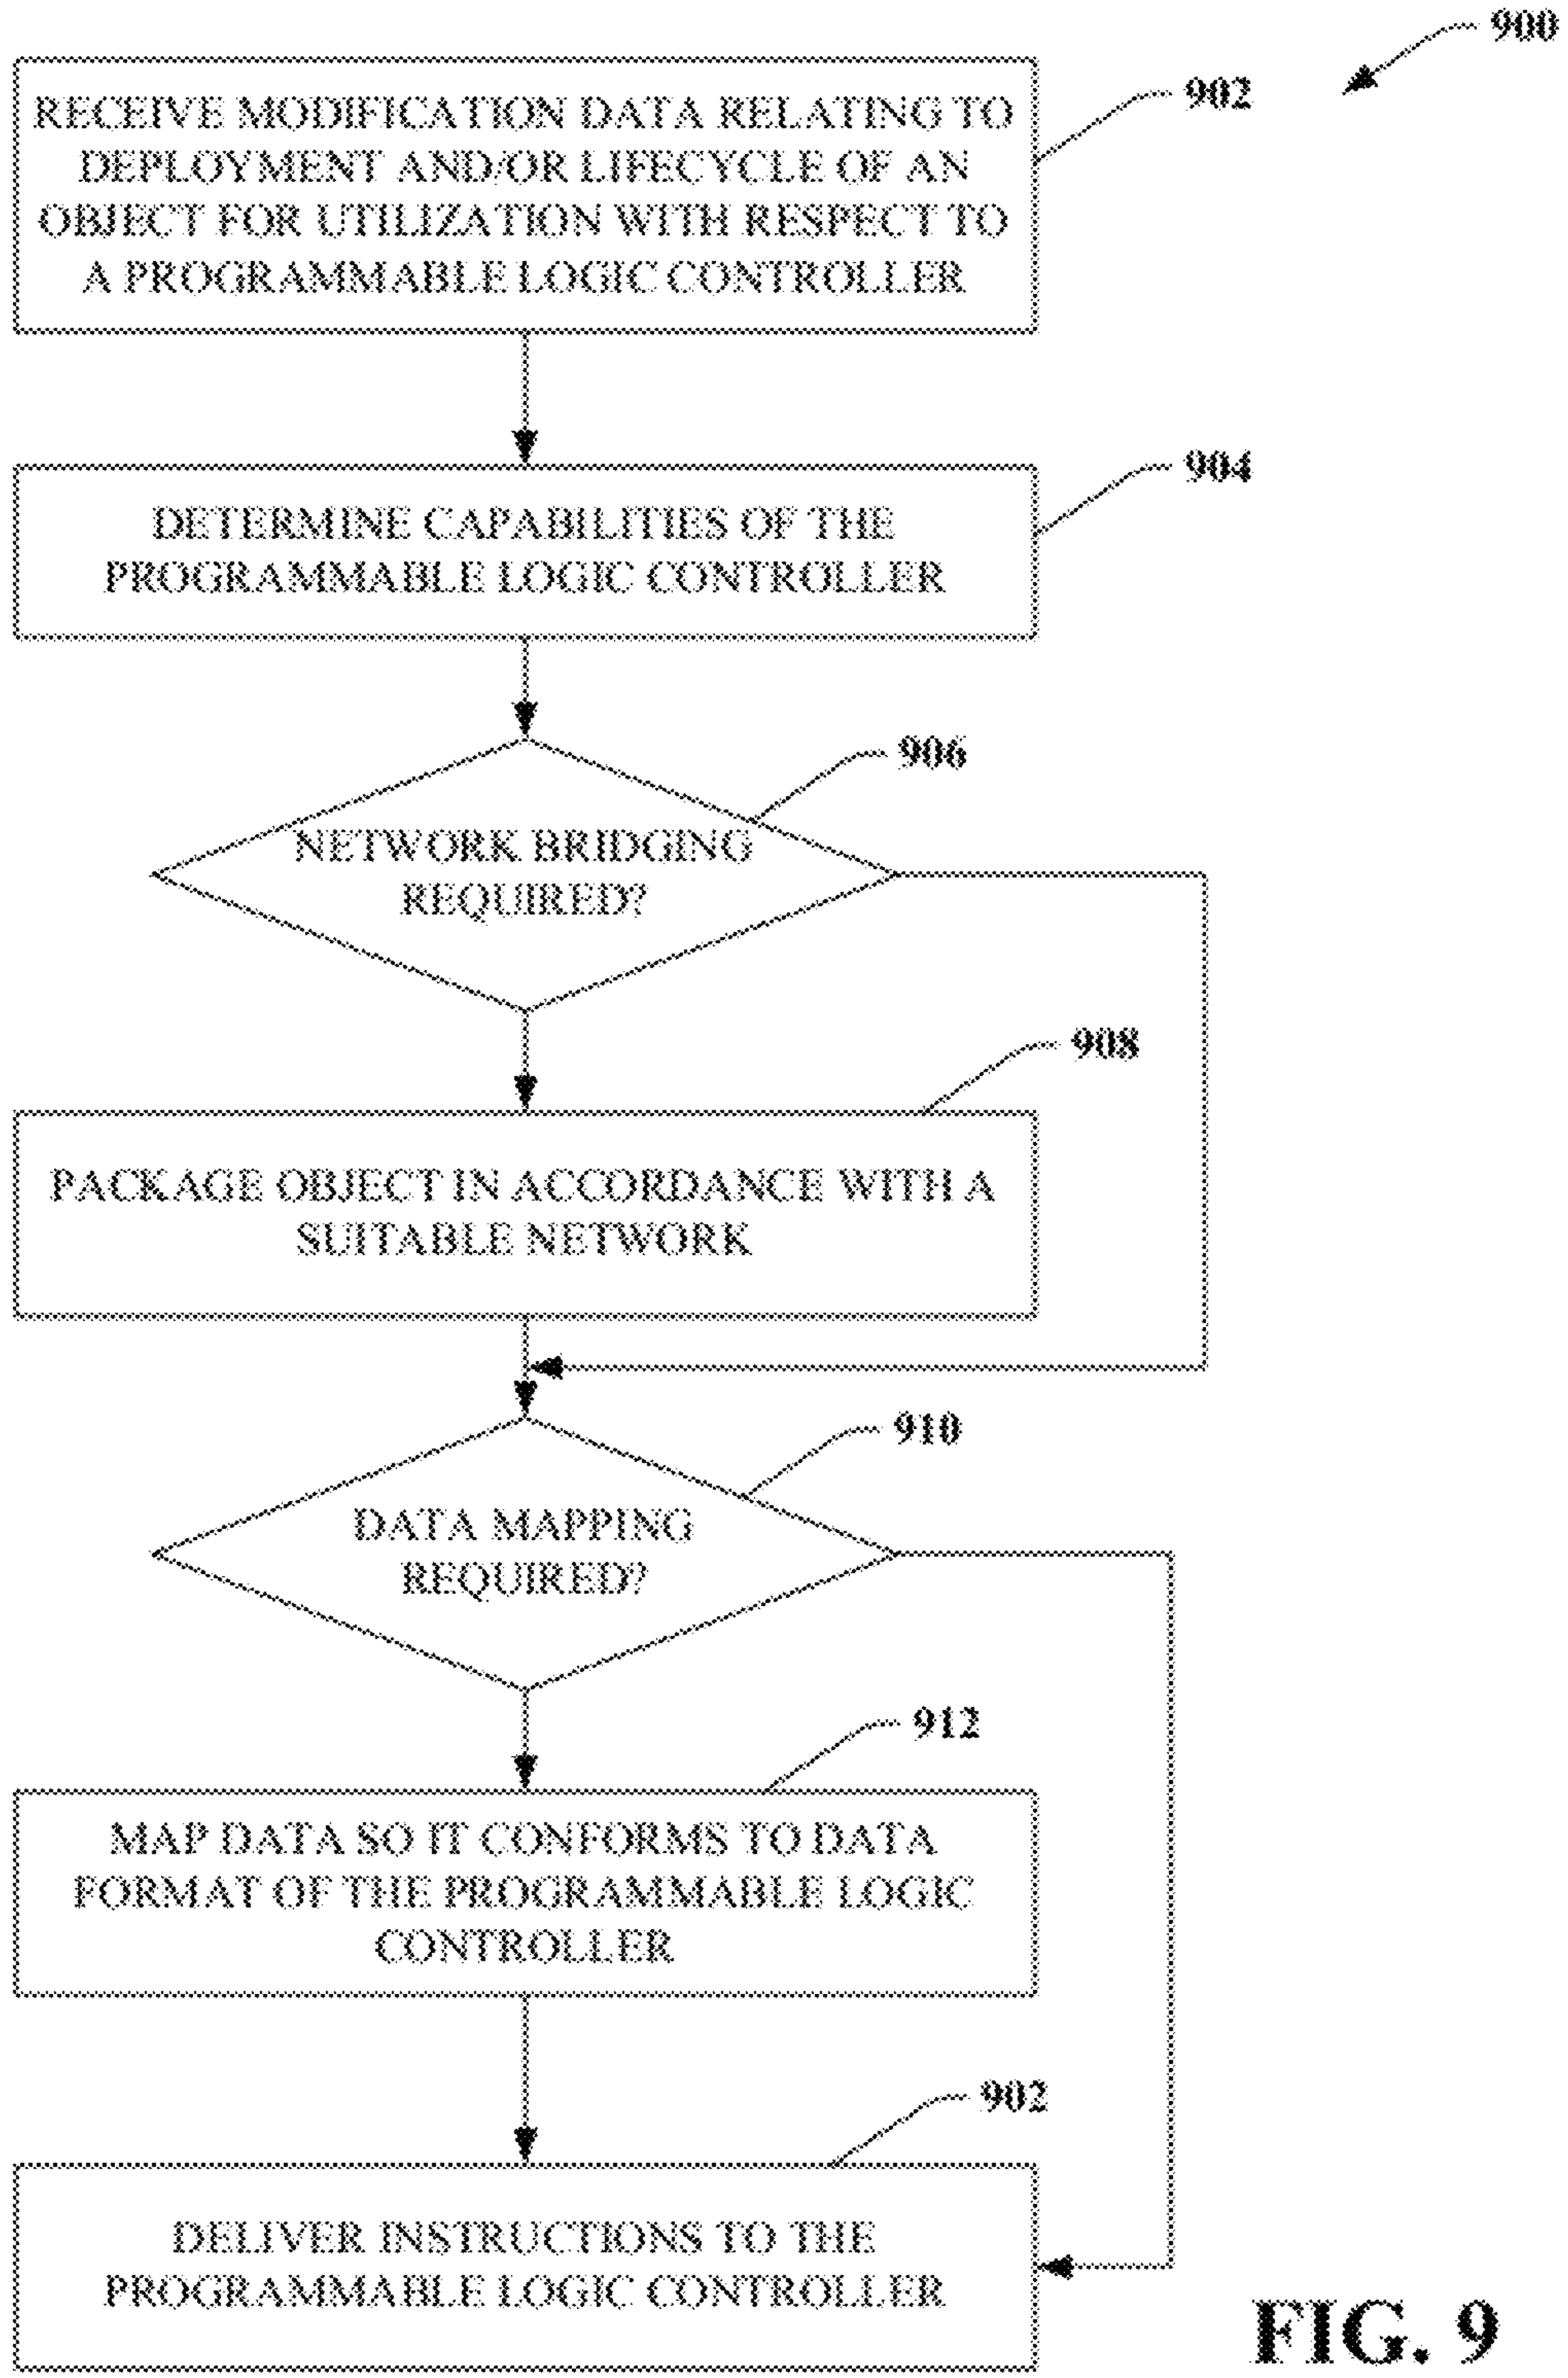 900
902
RECEIVE MODIFICATION DATA RELATING TO
DEPLOYMENT AND/OR LIFECYCLE OF AN
OBJECT FOR UTILIZATION WITH RESPECT TO
A PROGRAMMABLE LOGIC CONTROLLER
904
DETERMINE CAPABILITIES OF THE
PROGRAMMABLE LOGIC CONTROLLER
906
NETWORK BRIDGING
REQUIRED?
908
PACKAGE OBJECT IN ACCORDANCE WITH A
SUITABLE NETWORK
910
DATA MAPPING
REQUIRED?
912
MAP DATA SO IT CONFORMS TO DATA
FORMAT OF THE PROGRAMMABLE LOGIC
CONTROLLER
902
DELIVER INSTRUCTIONS TO THE
PROGRAMMABLE LOGIC CONTROLLER
FIG. 9